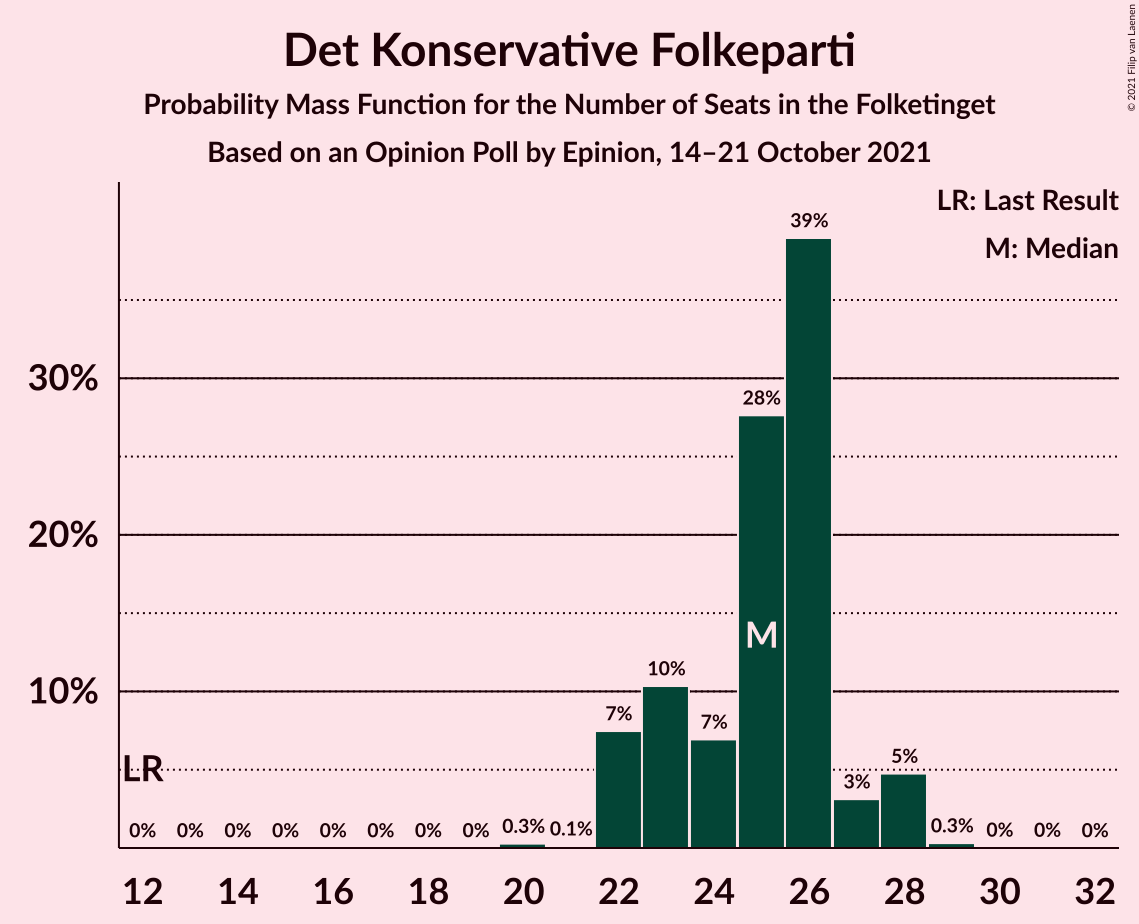 Det Konservative Folkeparti
Probability Mass Function for the Number of Seats in the Folketinget
Based on an Opinion Poll by Epinion, 14–21 October 2021
© 2021 Filip van Laenen
LR: Last Result
M: Median
39%
30%
28%
20%
M
10%
10%
7%
7%
LR
5%
3%
0% 0% 0% 0% 0% 0% 0% 0% 0.3% 0.1% 0.3% 0% 0% 0%
12 14 16 18 20 22 24 26 28 30 32